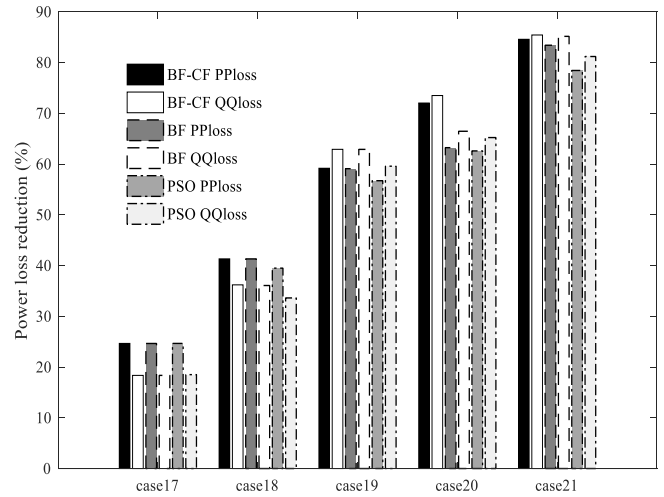 90
80
70
60
50
40
30
20
10
0
Power loss reduction (%)
BF-CF PPloss
BF-CF QQloss
BF PPloss
BF QQloss
PSO PPloss
PSO QQloss
case17 case18 case19 case20 case21